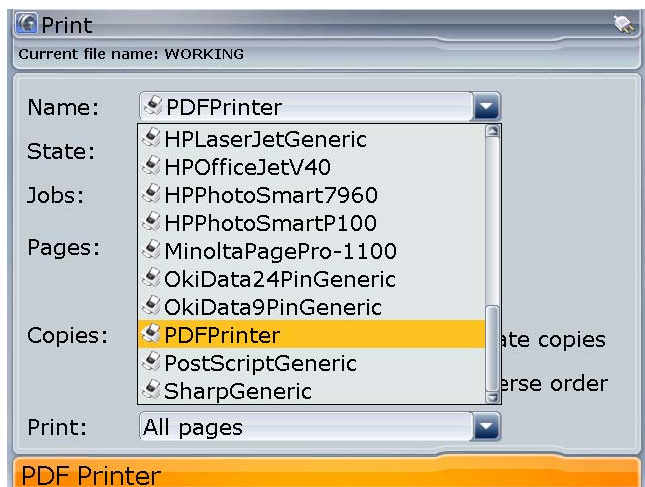 Print
Current file name: WORKING
Name: PDFPrinter
HPLaserJetGeneric
State:
HPOfficeJetV40
Jobs: HPPhotoSmart7960
HPPhotoSmartP100
Pages: MinoltaPagePro-1100
OkiData24PinGeneric
OkiData9PinGeneric
Copies: PDFPrinter ate copies
PostScriptGeneric
SharpGeneric erse order
Print: All pages
PDF Printer